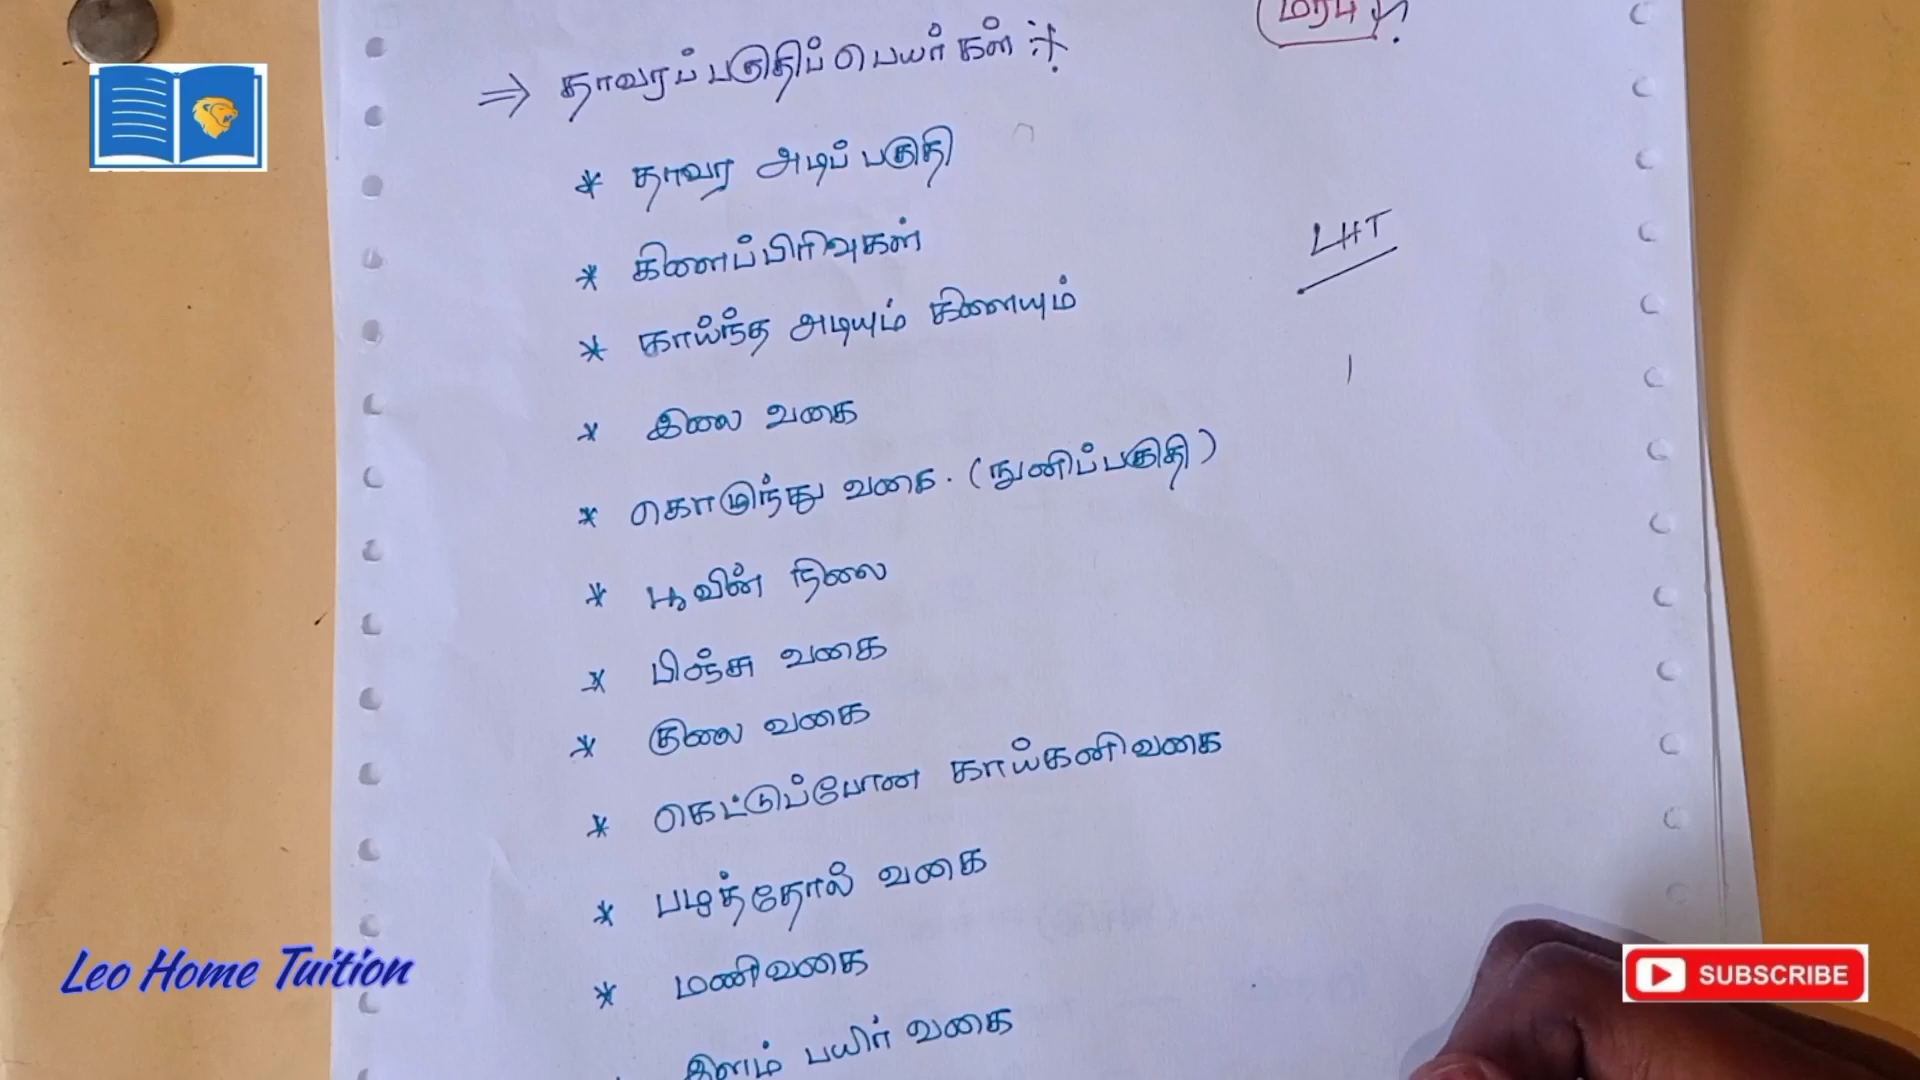 மரபு
⇒ தாவரப் பகுதிப் பெயர்கள் ÷
* தாவர அடிப் பகுதி
LHT
* கிளைப்பிரிவுகள்
* காய்ந்த அடியும் கிளையும்
* இலை வகை
* கொழுந்து வகை. (நுனிப்பகுதி)
* பூவின் நிலை
* பிஞ்சு வகை
* குலை வகை
* கெட்டுப்போன காய்கனிவகை
* பழத்தோல் வகை
* மணிவகை
இளம் பயிர் வகை
Leo Home Tuition
SUBSCRIBE